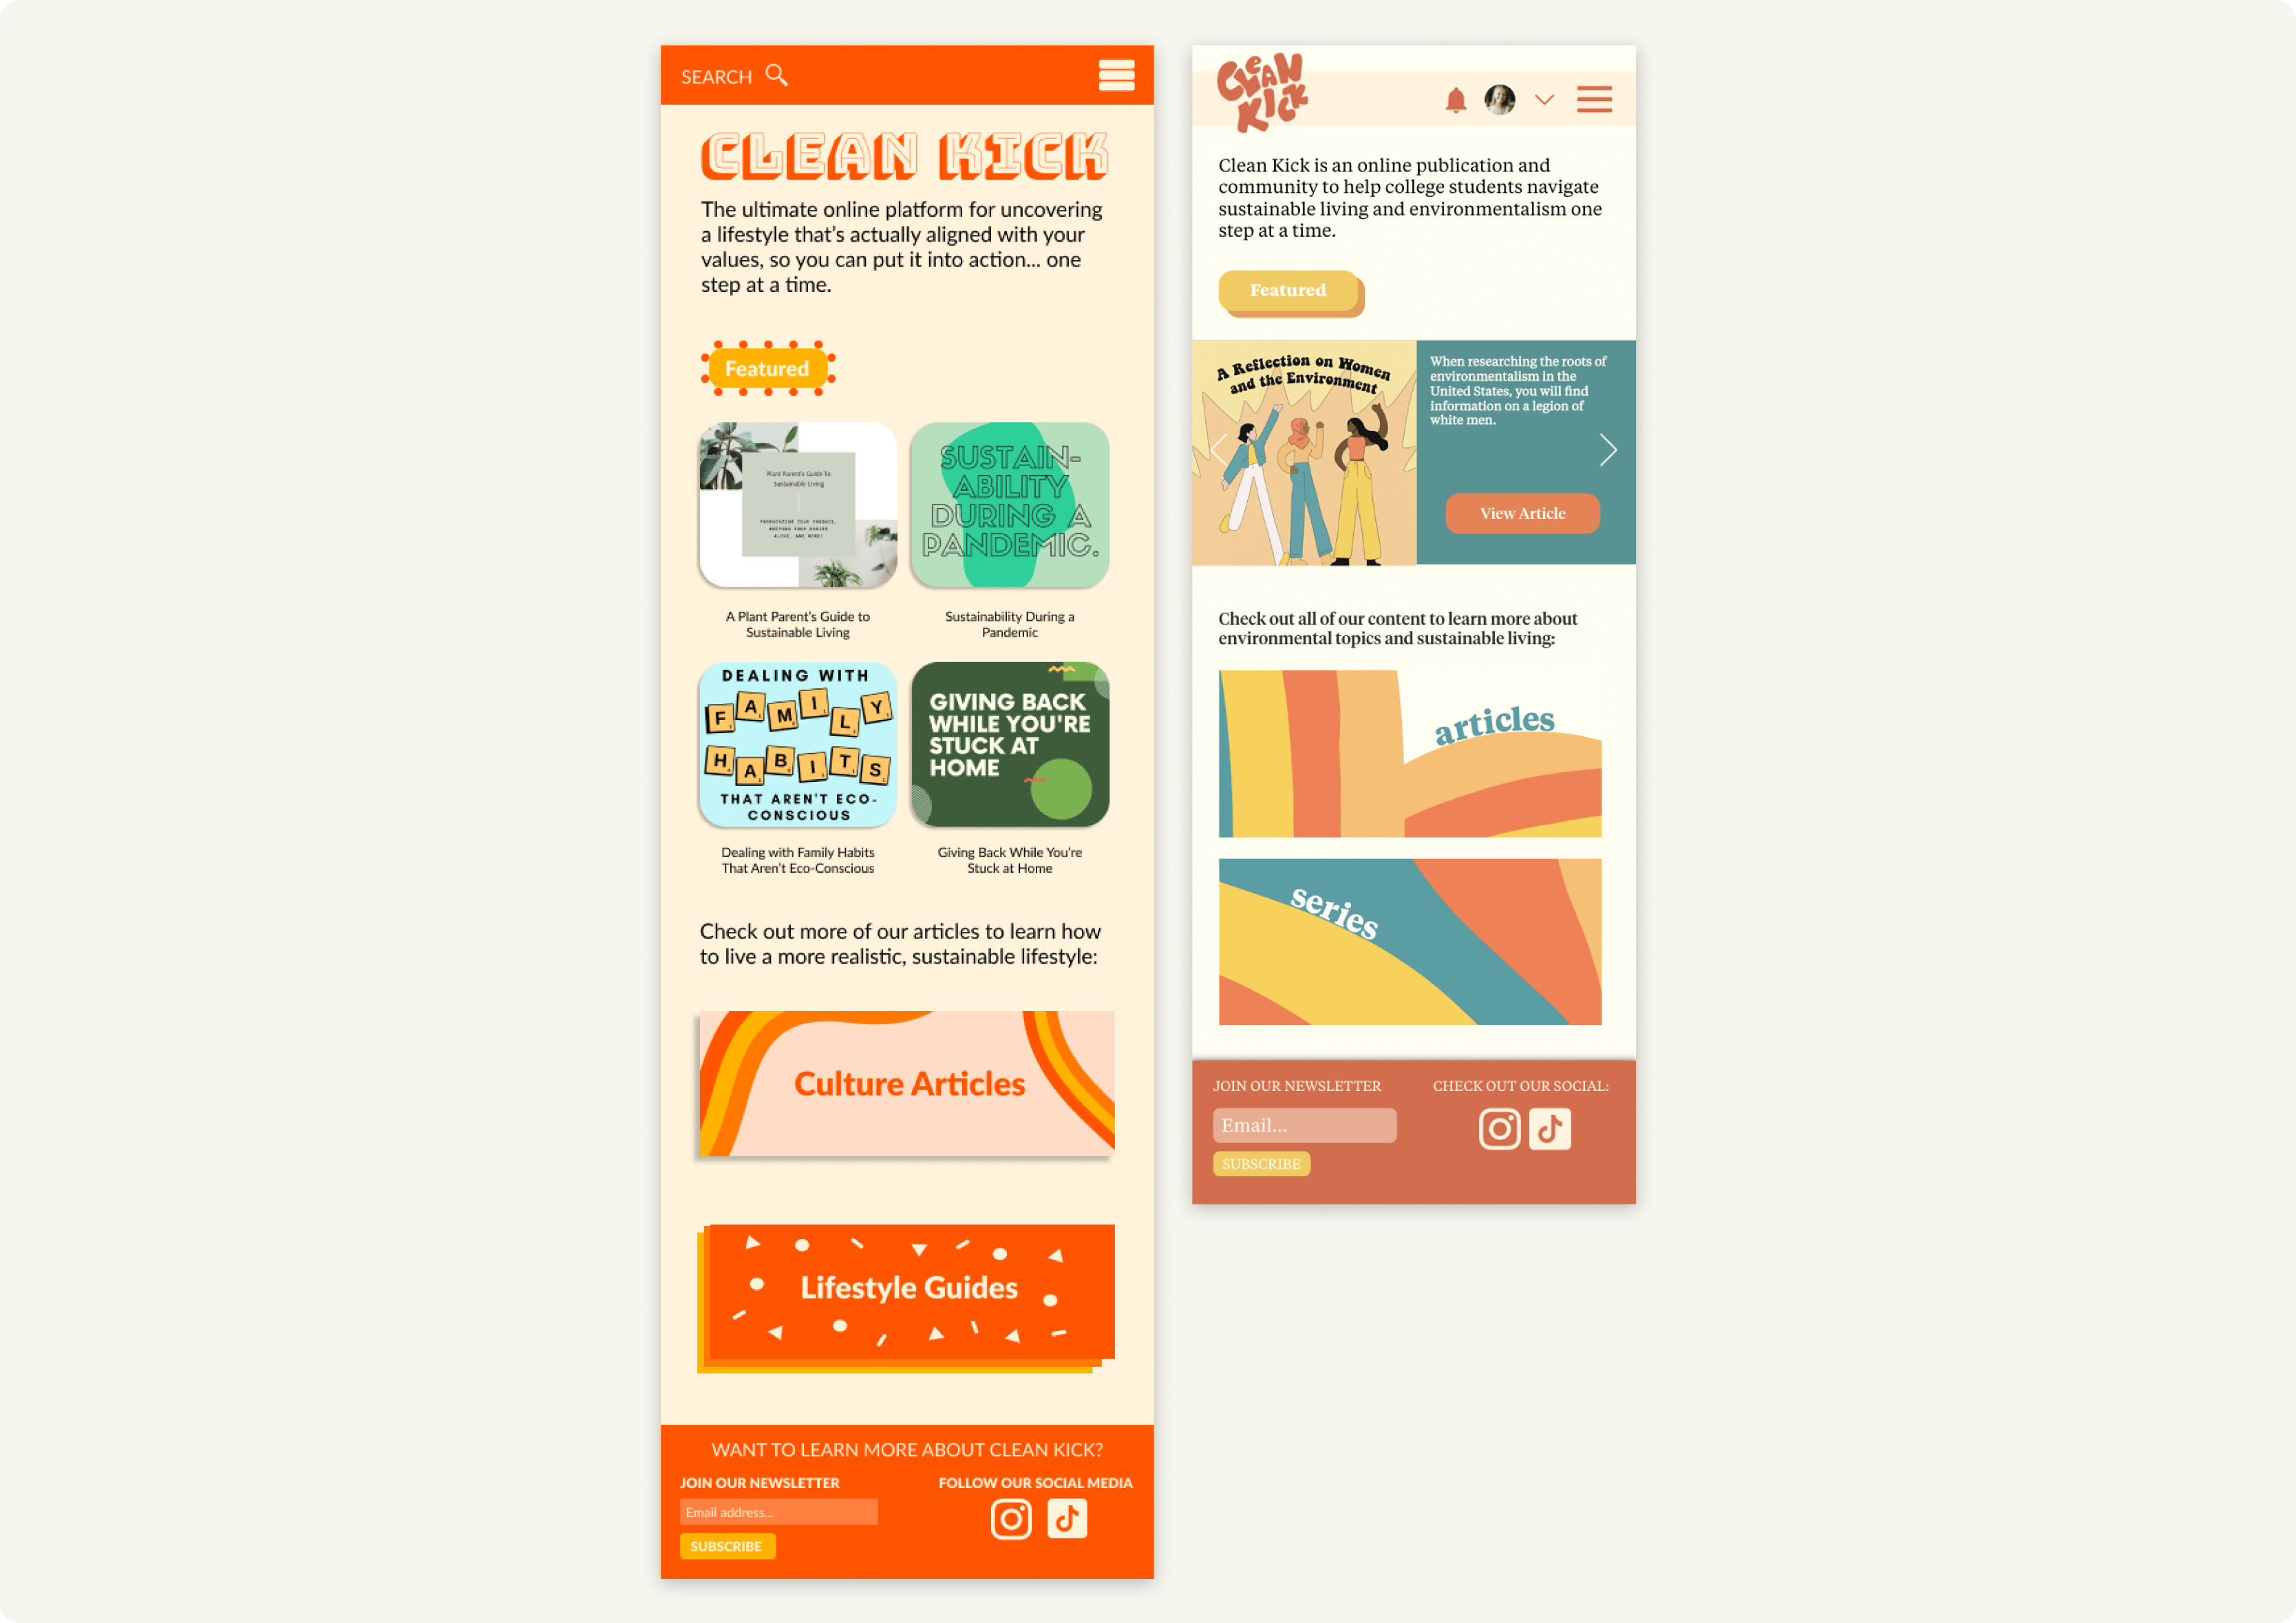 SEARCH
CLEAN KICK
The ultimate online platform for uncovering
a lifestyle that's actually aligned with your
values, so you can put it into action... one
step at a time.
Featured
Plant Parent's Guide To
Sustainable Living
PROPAGATING YOUR PRODUCE,
KEEPING YOUR BABIES
ALIVE, AND MORE!
SUSTAIN-
ABILITY
DURING A
PANDEMIC.
A Plant Parent's Guide to
Sustainable Living
Sustainability During a
Pandemic
DEALING WITH
FAMILY
HABITS
THAT AREN'T ECO-
CONSCIOUS
GIVING BACK
WHILE YOU'RE
STUCK AT
HOME
Dealing with Family Habits
That Aren't Eco-Conscious
Giving Back While You're
Stuck at Home
Check out more of our articles to learn how
to live a more realistic, sustainable lifestyle:
Culture Articles
Lifestyle Guides
WANT TO LEARN MORE ABOUT CLEAN KICK?
JOIN OUR NEWSLETTER
Email address...
SUBSCRIBE
FOLLOW OUR SOCIAL MEDIA
CLEAN
KICK
Clean Kick is an online publication and
community to help college students navigate
sustainable living and environmentalism one
step at a time.
Featured
A Reflection on Women
and the Environment
When researching the roots of
environmentalism in the
United States, you will find
information on a legion of
white men.
View Article
Check out all of our content to learn more about
environmental topics and sustainable living:
articles
series
JOIN OUR NEWSLETTER
Email...
SUBSCRIBE
CHECK OUT OUR SOCIAL: